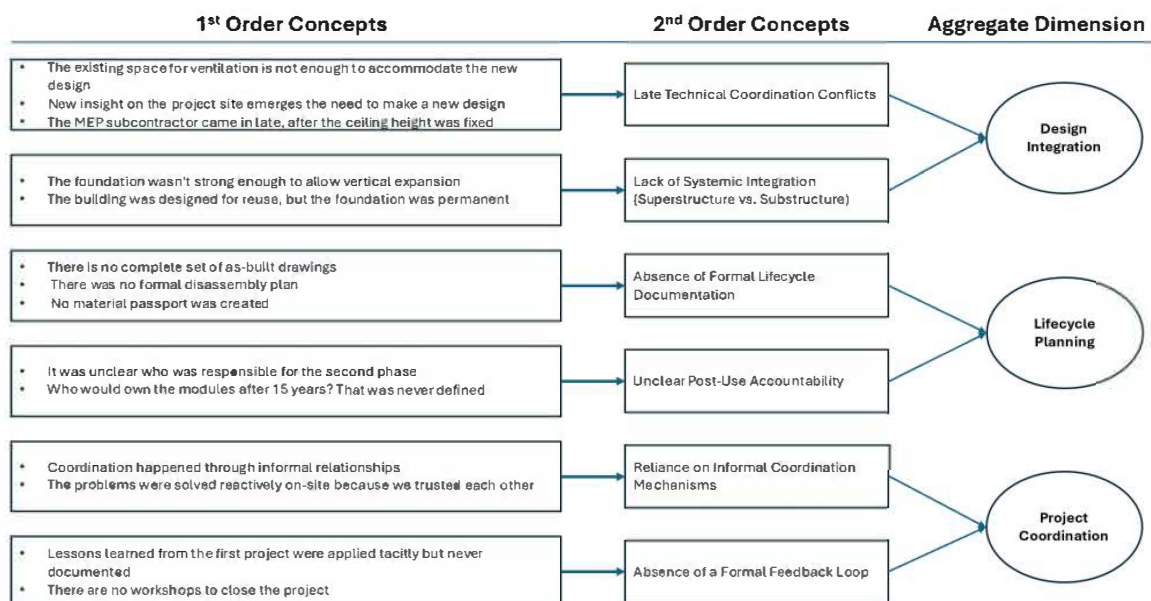 1st Order Concepts
2nd Order Concepts
Aggregate Dimension
• The existing space for ventilation is not enough to accommodate the new
design
• New insight on the project site emerges the need to make a new design
• The MEP subcontractor came in late, after the ceiling height was fixed
Late Technical Coordination Conflicts
Design
Integration
• The foundation wasn't strong enough to allow vertical expansion
• The building was designed for reuse, but the foundation was permanent
Lack of Systemic Integration
(Superstructure vs. Substructure)
• There is no complete set of as-built drawings
• There was no formal disassembly plan
• No material passport was created
Absence of Formal Lifecycle
Documentation
Lifecycle
Planning
• It was unclear who was responsible for the second phase
• Who would own the modules after 15 years? That was never defined
Unclear Post-Use Accountability
• Coordination happened through informal relationships
• The problems were solved reactively on-site because we trusted each other
Reliance on Informal Coordination
Mechanisms
Project
Coordination
• Lessons learned from the first project were applied tacitly but never
documented
• There are no workshops to close the project
Absence of a Formal Feedback Loop